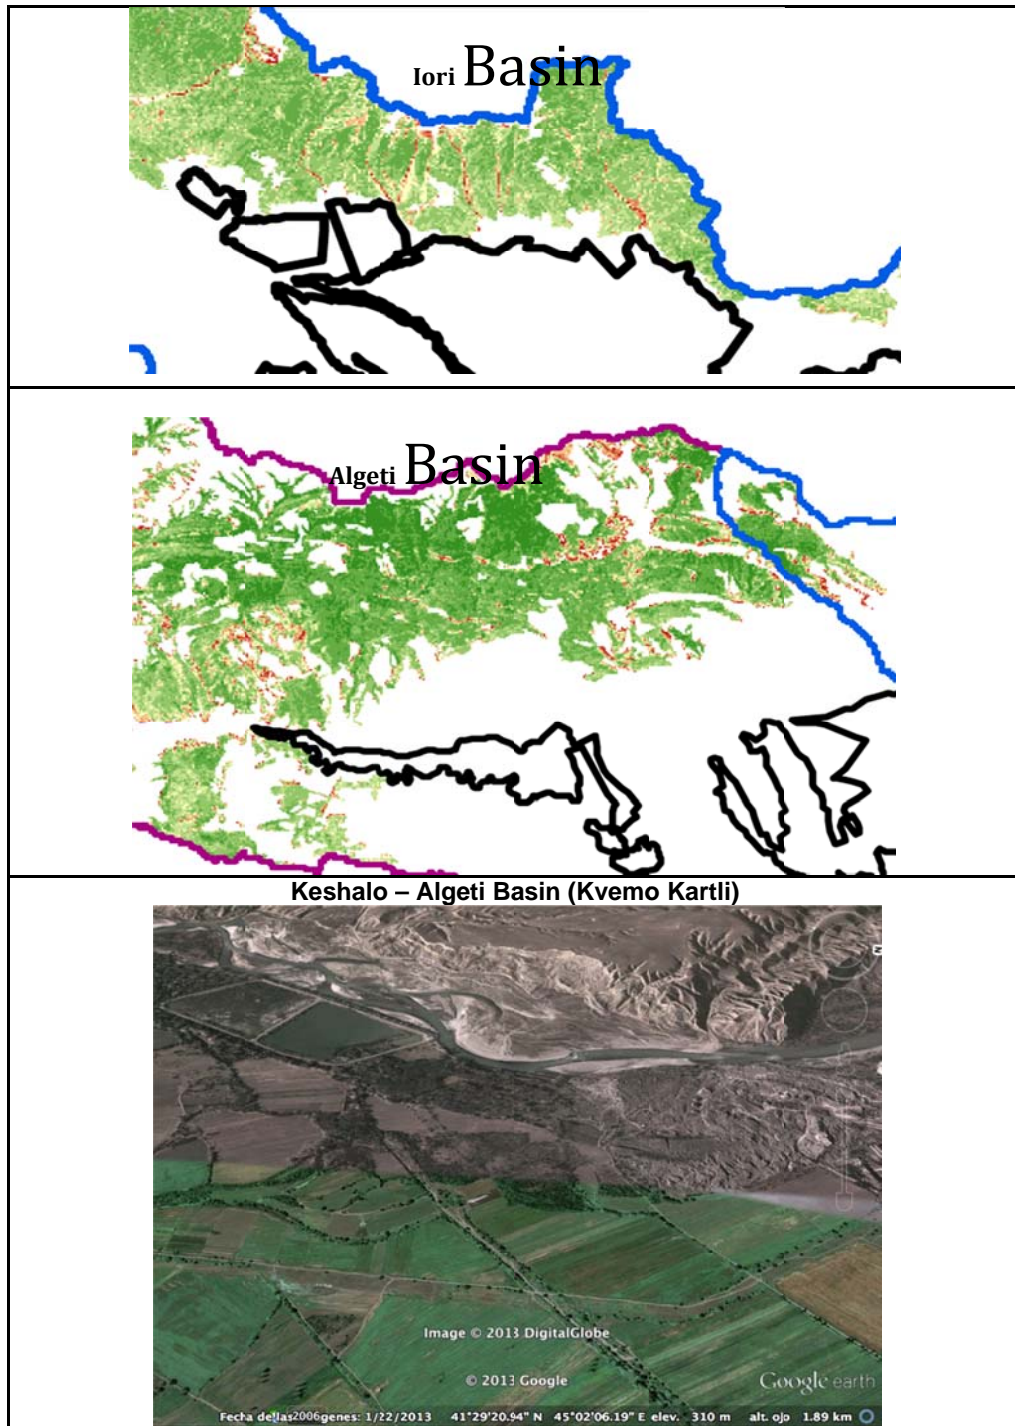 Iori Basin
Algeti Basin
Keshalo – Algeti Basin (Kvemo Kartli)
Image © 2013 DigitalGlobe
© 2013 Google
Google earth
Fecha de las 2006genes: 1/22/2013 41°29'20.94" N 45°02'06.19" E elev. 310 m alt. ojo 1.89 km